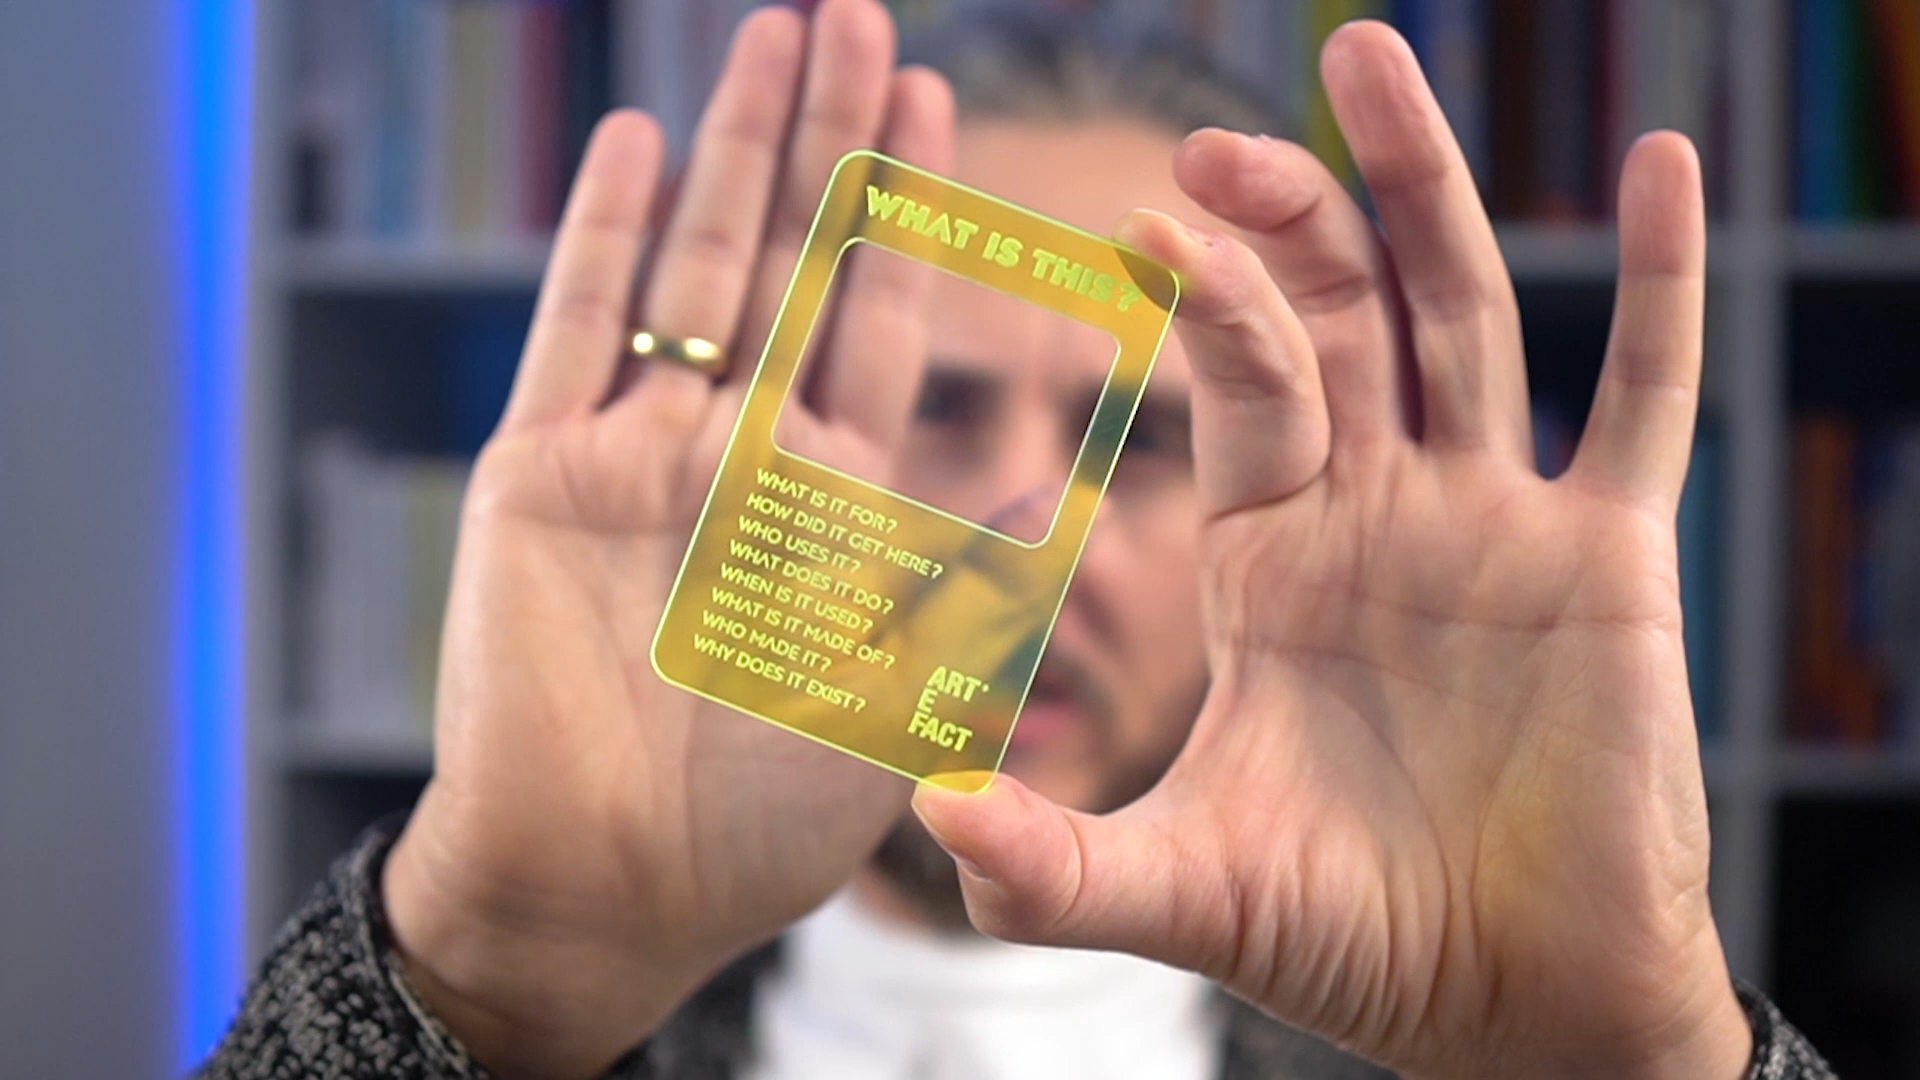 WHAT IS THIS?
WHAT IS IT FOR?
HOW DID IT GET HERE?
WHO USES IT?
WHAT DOES IT DO?
WHEN IS IT USED?
WHAT IS IT MADE OF?
WHO MADE IT?
WHY DOES IT EXIST?
ART'
E
FACT